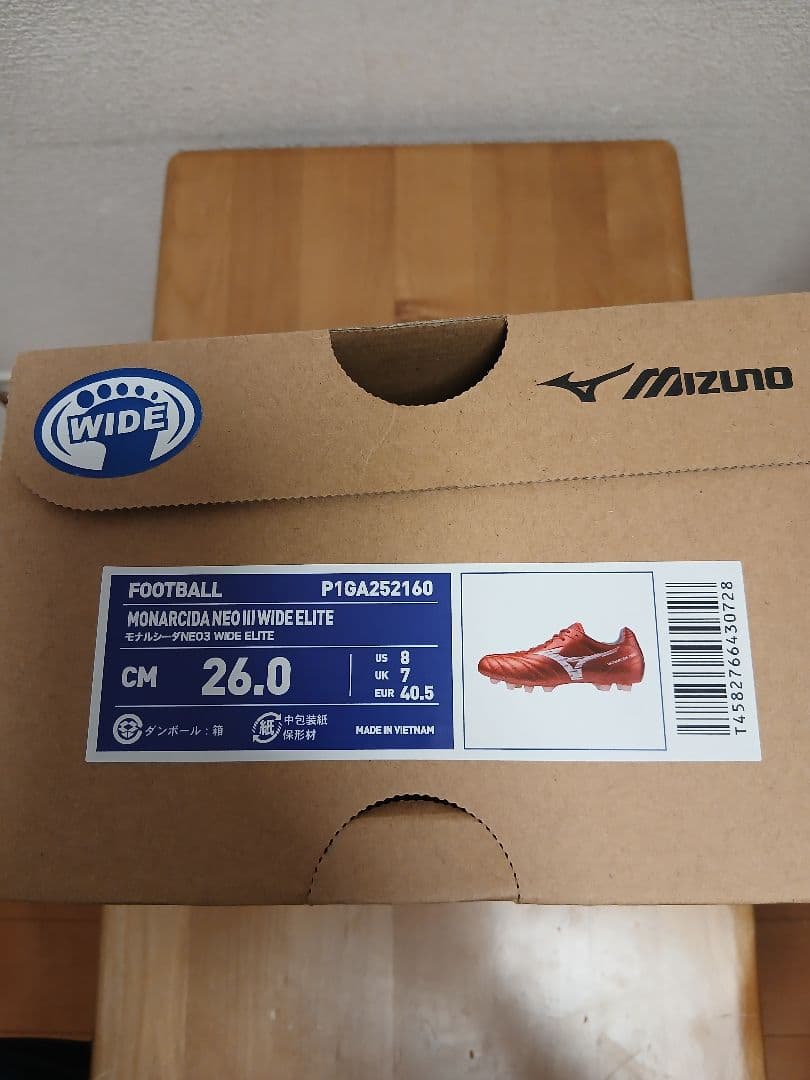 WIDE
MIZUNO
FOOTBALL P1GA252160
MONARCIDA NEO III WIDE ELITE
モナルシーダNEO3 WIDE ELITE
CM 26.0
US 8
UK 7
EUR 40.5
ダンボール：箱
紙 中包装紙
保形材
MADE IN VIETNAM
T4582766430728